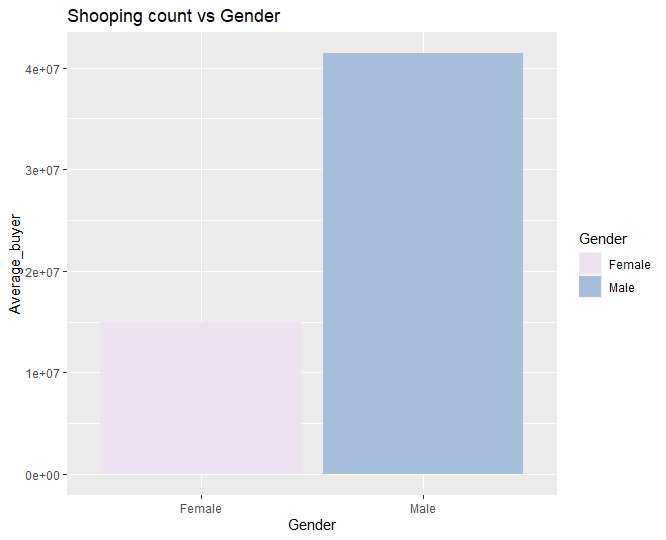 Shooping count vs Gender
Average_buyer
4e+07
3e+07
2e+07
1e+07
0e+00
Female
Male
Gender
Gender
Female
Male